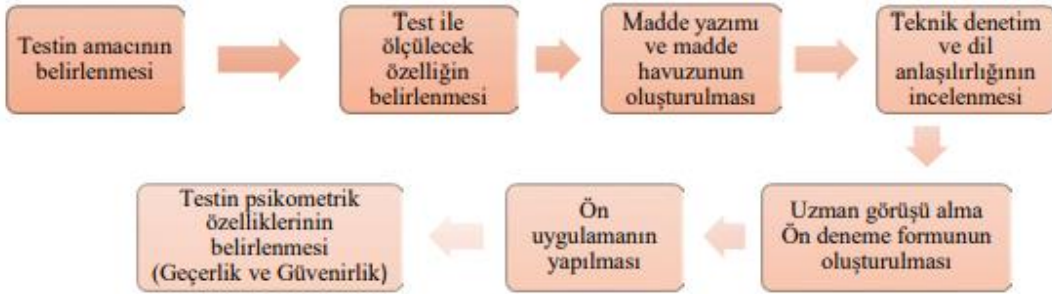 Testin amacının
belirlenmesi
Test ile
ölçülecek
özelliğin
belirlenmesi
Madde yazımı
ve madde
havuzunun
oluşturulması
Teknik denetim
ve dil
anlaşılırlığının
incelenmesi
Uzman görüşü alma
Ön deneme formunun
oluşturulması
Ön
uygulamanın
yapılması
Testin psikometrik
özelliklerinin
belirlenmesi
(Geçerlik ve Güvenirlik)